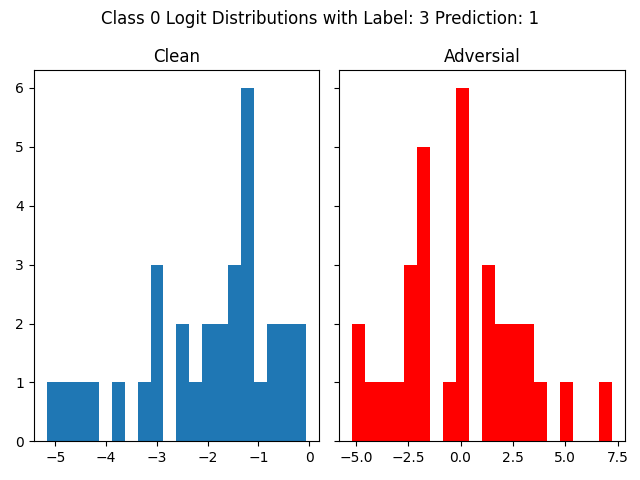 Class 0 Logit Distributions with Label: 3 Prediction: 1
Clean
Adversial
6
5
4
3
2
1
0
−5 −4 −3 −2 −1 0
−5.0 −2.5 0.0 2.5 5.0 7.5